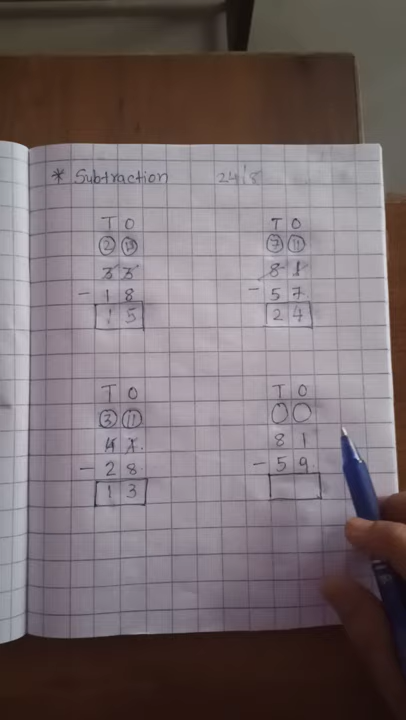 * Subtraction 24/8
T O
② ⑬
3 3
- 1 8
1 5
T O
⑦ ⑪
8 1
- 5 7
2 4
T O
③ ⑪
4 1
- 2 8
1 3
T O
8 1
- 5 9